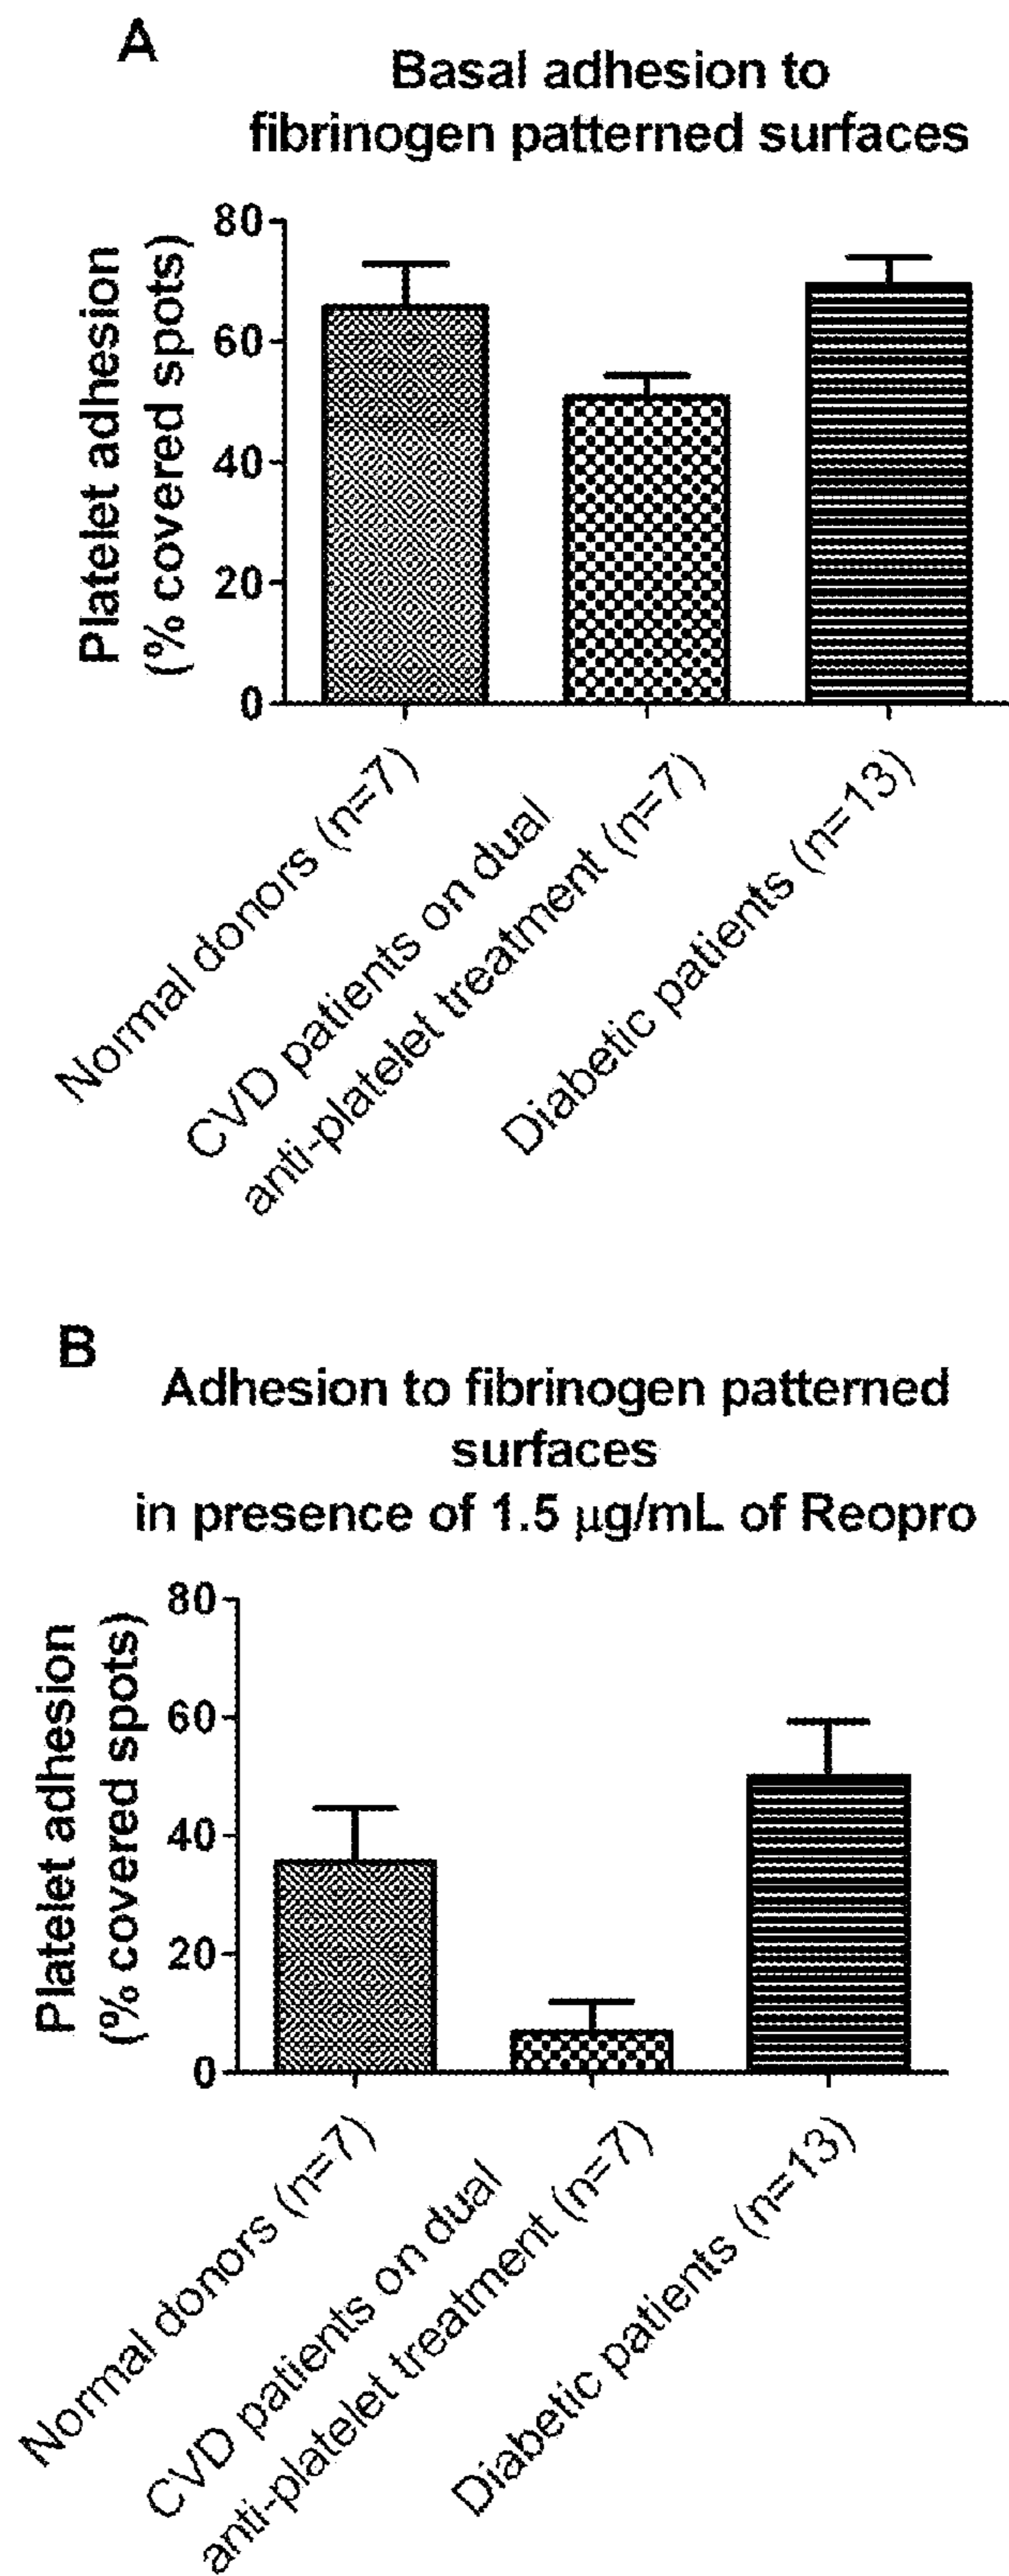 A
Basal adhesion to
fibrinogen patterned surfaces
Platelet adhesion
(% covered spots)
80
60
40
20
0
Normal donors (n=7)
CVD patients on dual
anti-platelet treatment (n=7)
Diabetic patients (n=13)
B
Adhesion to fibrinogen patterned
surfaces
in presence of 1.5 µg/mL of Reopro
Platelet adhesion
(% covered spots)
80
60
40
20
0
Normal donors (n=7)
CVD patients on dual
anti-platelet treatment (n=7)
Diabetic patients (n=13)